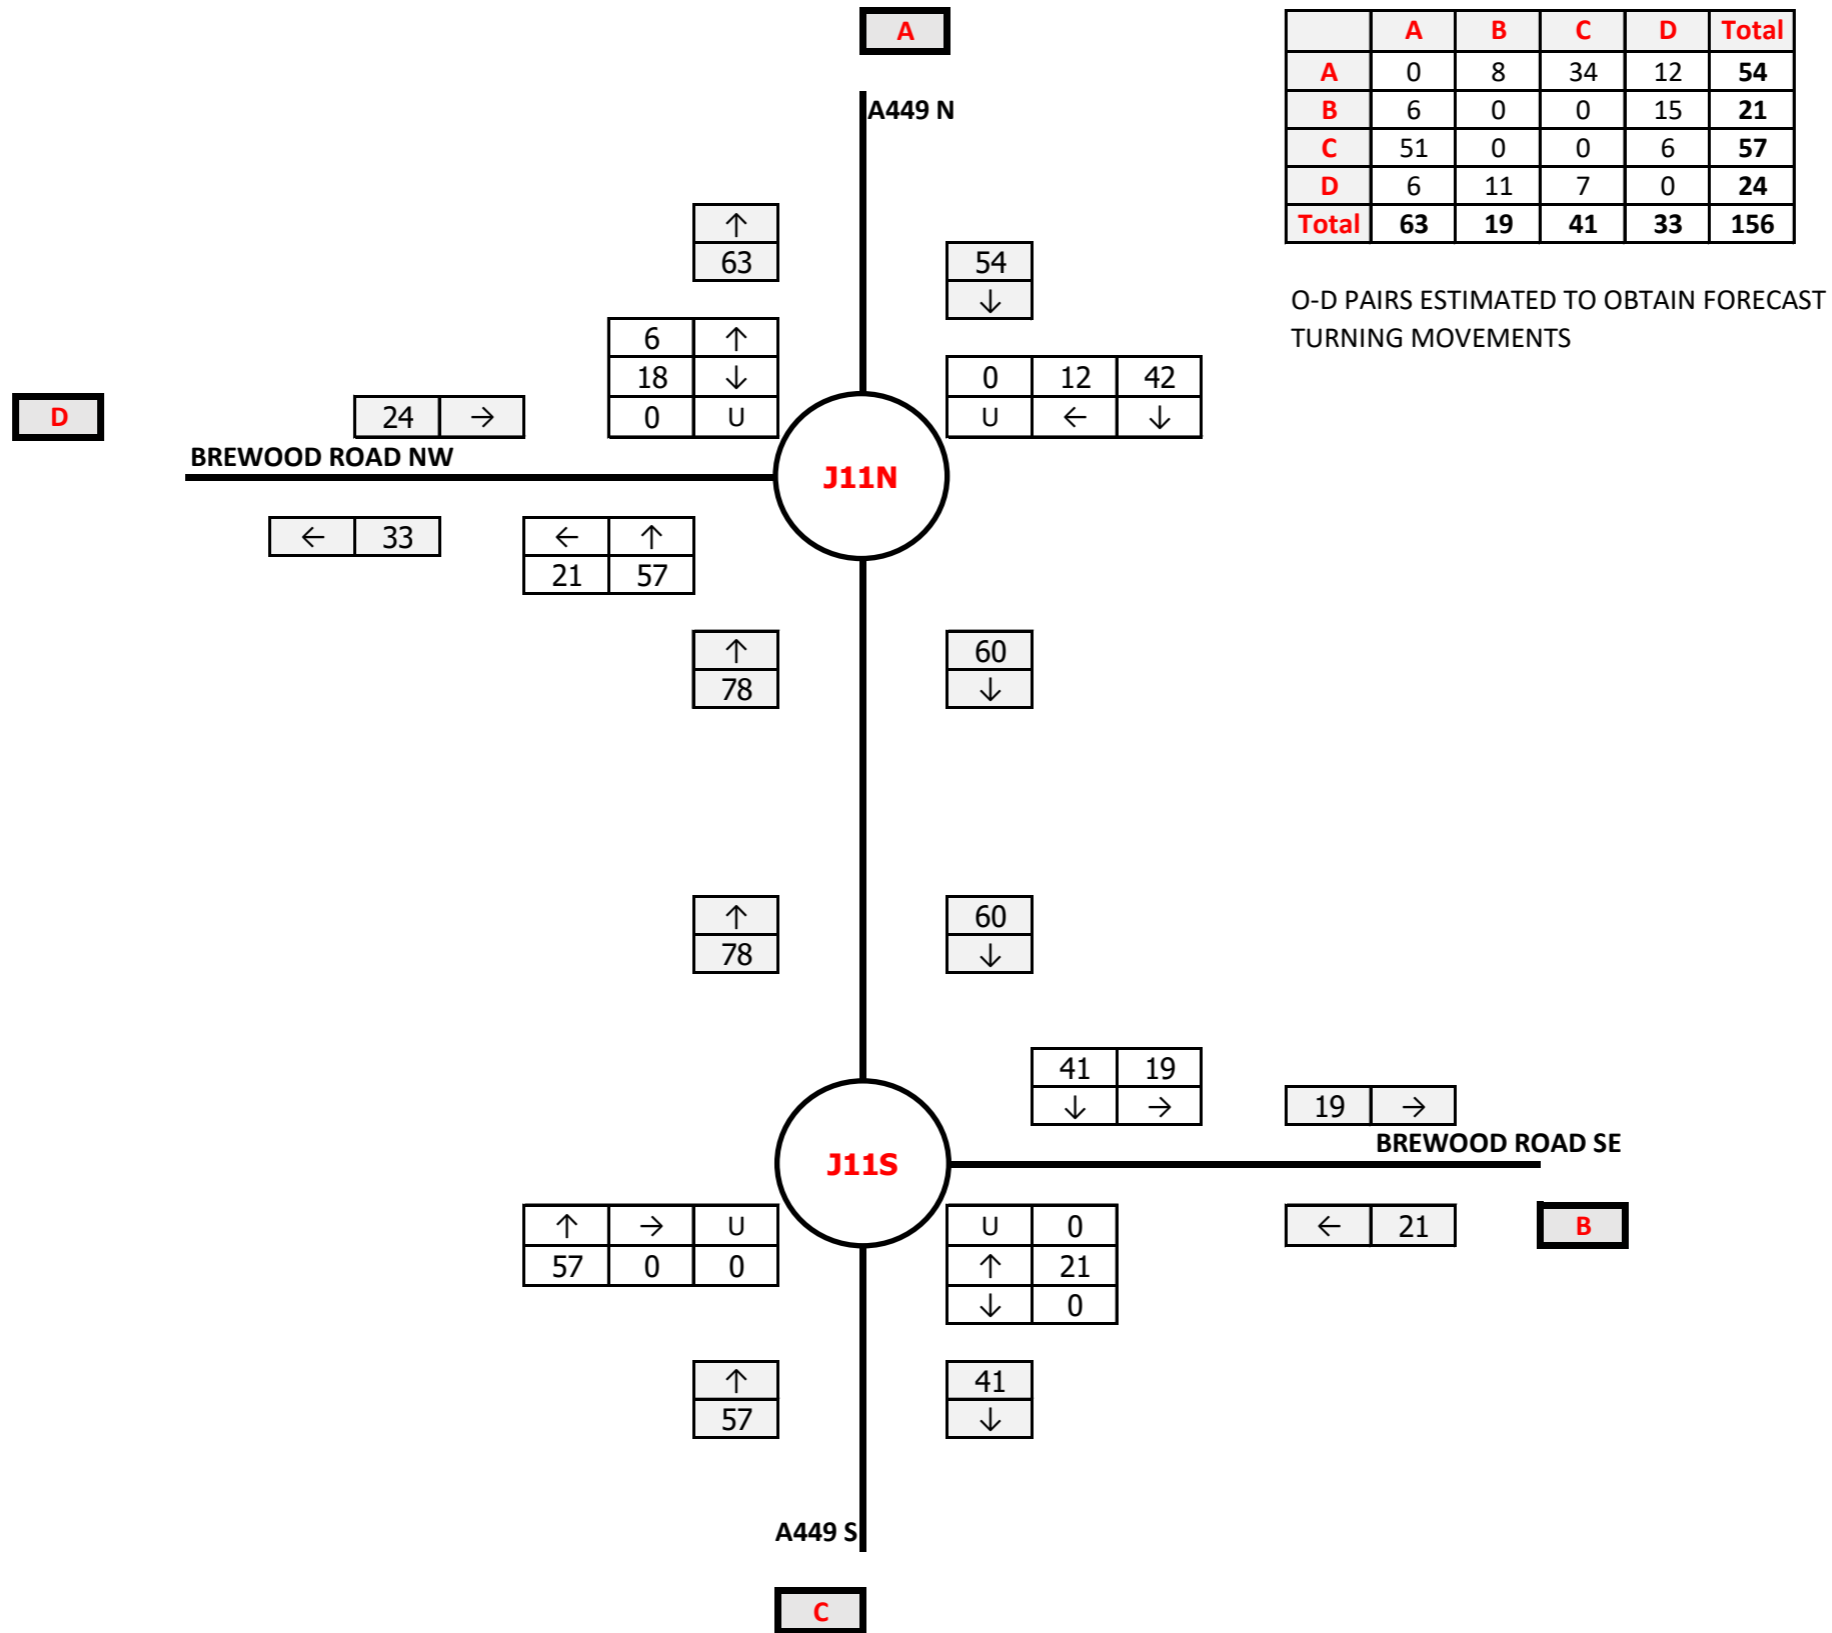 A
A B C D Total
A 0 8 34 12 54
B 6 0 0 15 21
C 51 0 0 6 57
D 6 11 7 0 24
Total 63 19 41 33 156
O-D PAIRS ESTIMATED TO OBTAIN FORECAST
TURNING MOVEMENTS
A449 N
↑
63
54
↓
6 ↑
18 ↓
0 U
0 12 42
U ← ↓
D
24 →
BREWOOD ROAD NW
J11N
← 33
← ↑
21 57
↑
78
60
↓
↑
78
60
↓
41 19
↓ →
19 →
BREWOOD ROAD SE
J11S
↑ → U
57 0 0
U 0
↑ 21
↓ 0
← 21
B
↑
57
41
↓
A449 S
C